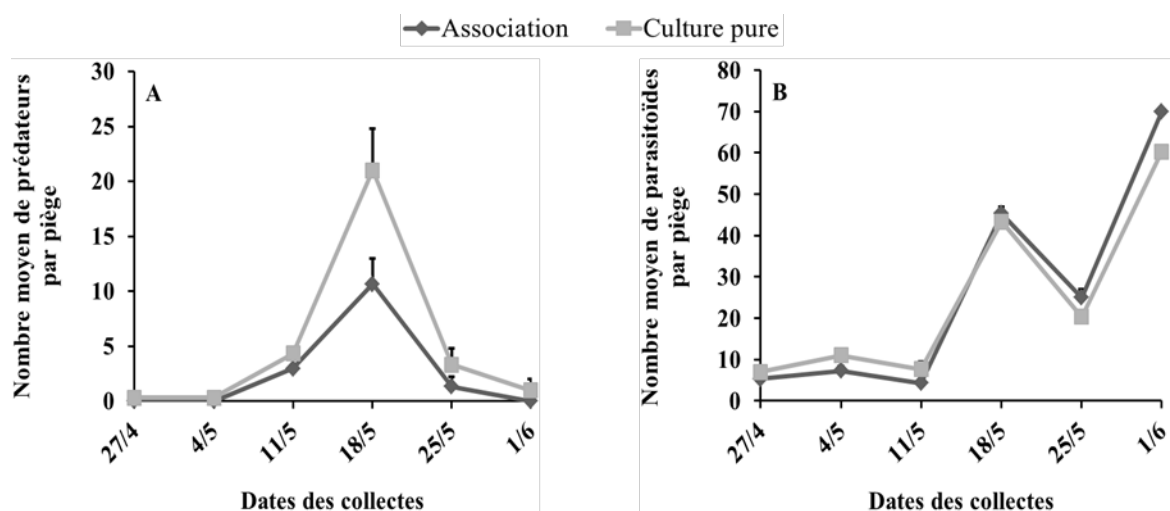 Association Culture pure
A
Nombre moyen de prédateurs
par piège
30
25
20
15
10
5
0
27/4 4/5 11/5 18/5 25/5 1/6
Dates des collectes
B
Nombre moyen de parasitoïdes
par piège
80
70
60
50
40
30
20
10
0
27/4 4/5 11/5 18/5 25/5 1/6
Dates des collectes